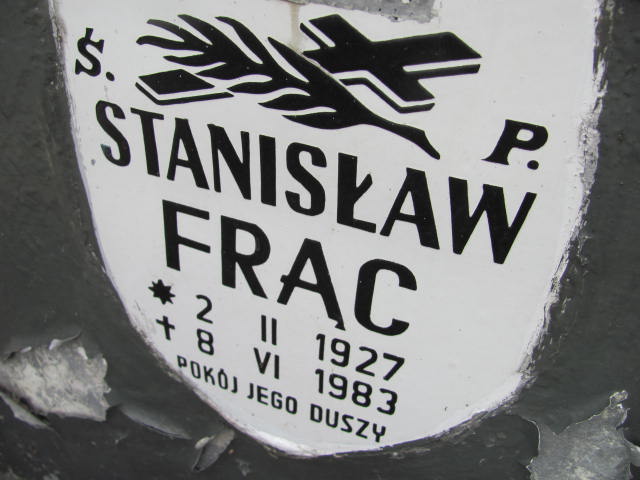 Ś. P.
STANISŁAW
FRĄC
* 2 II 1927
† 8 VI 1983
POKÓJ JEGO DUSZY